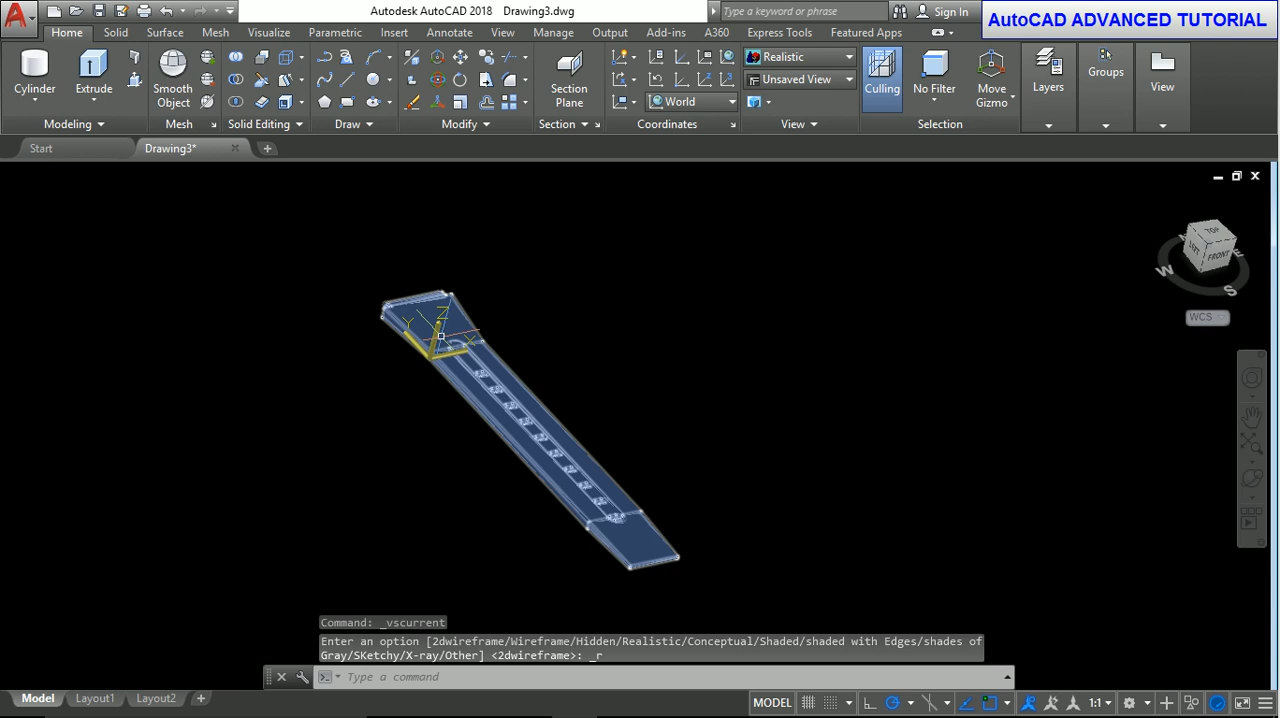 Autodesk AutoCAD 2018 Drawing3.dwg
Type a keyword or phrase
Sign In
AutoCAD ADVANCED TUTORIAL
Home Solid Surface Mesh Visualize Parametric Insert Annotate View Manage Output Add-ins A360 Express Tools Featured Apps
Cylinder
Extrude
Smooth
Object
Section
Plane
Realistic
Unsaved View
World
Culling
No Filter
Move
Gizmo
Layers
Groups
View
Modeling Mesh Solid Editing Draw Modify Section Coordinates View Selection
Start
Drawing3*
TOP
LEFT
FRONT
W
E
S
WCS
Z
Y
X
Command: _vscurrent
Enter an option [2dwireframe/Wireframe/Hidden/Realistic/Conceptual/Shaded/shaded with Edges/shades of
Gray/SKetchy/X-ray/Other] <2dwireframe>: _r
Type a command
Model Layout1 Layout2
MODEL
1:1